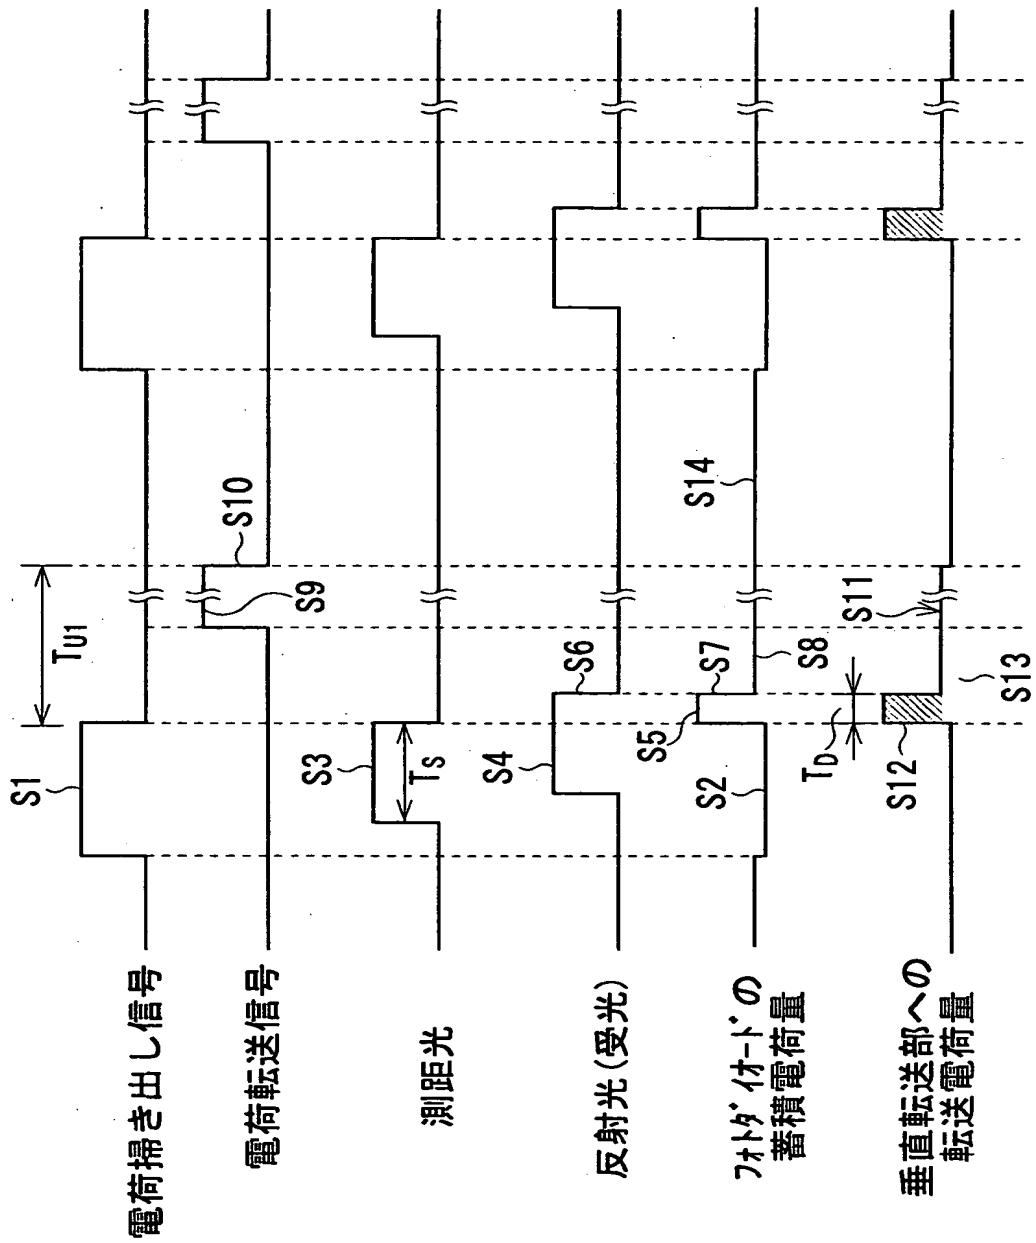 電荷掃き出し信号
S1
TU1
電荷転送信号
S9
S10
測距光
S3
TS
反射光(受光)
S4
S6
フォトダイオードの
蓄積電荷量
S2
S5
S7
S8
S14
TD
垂直転送部への
転送電荷量
S12
S13
S11